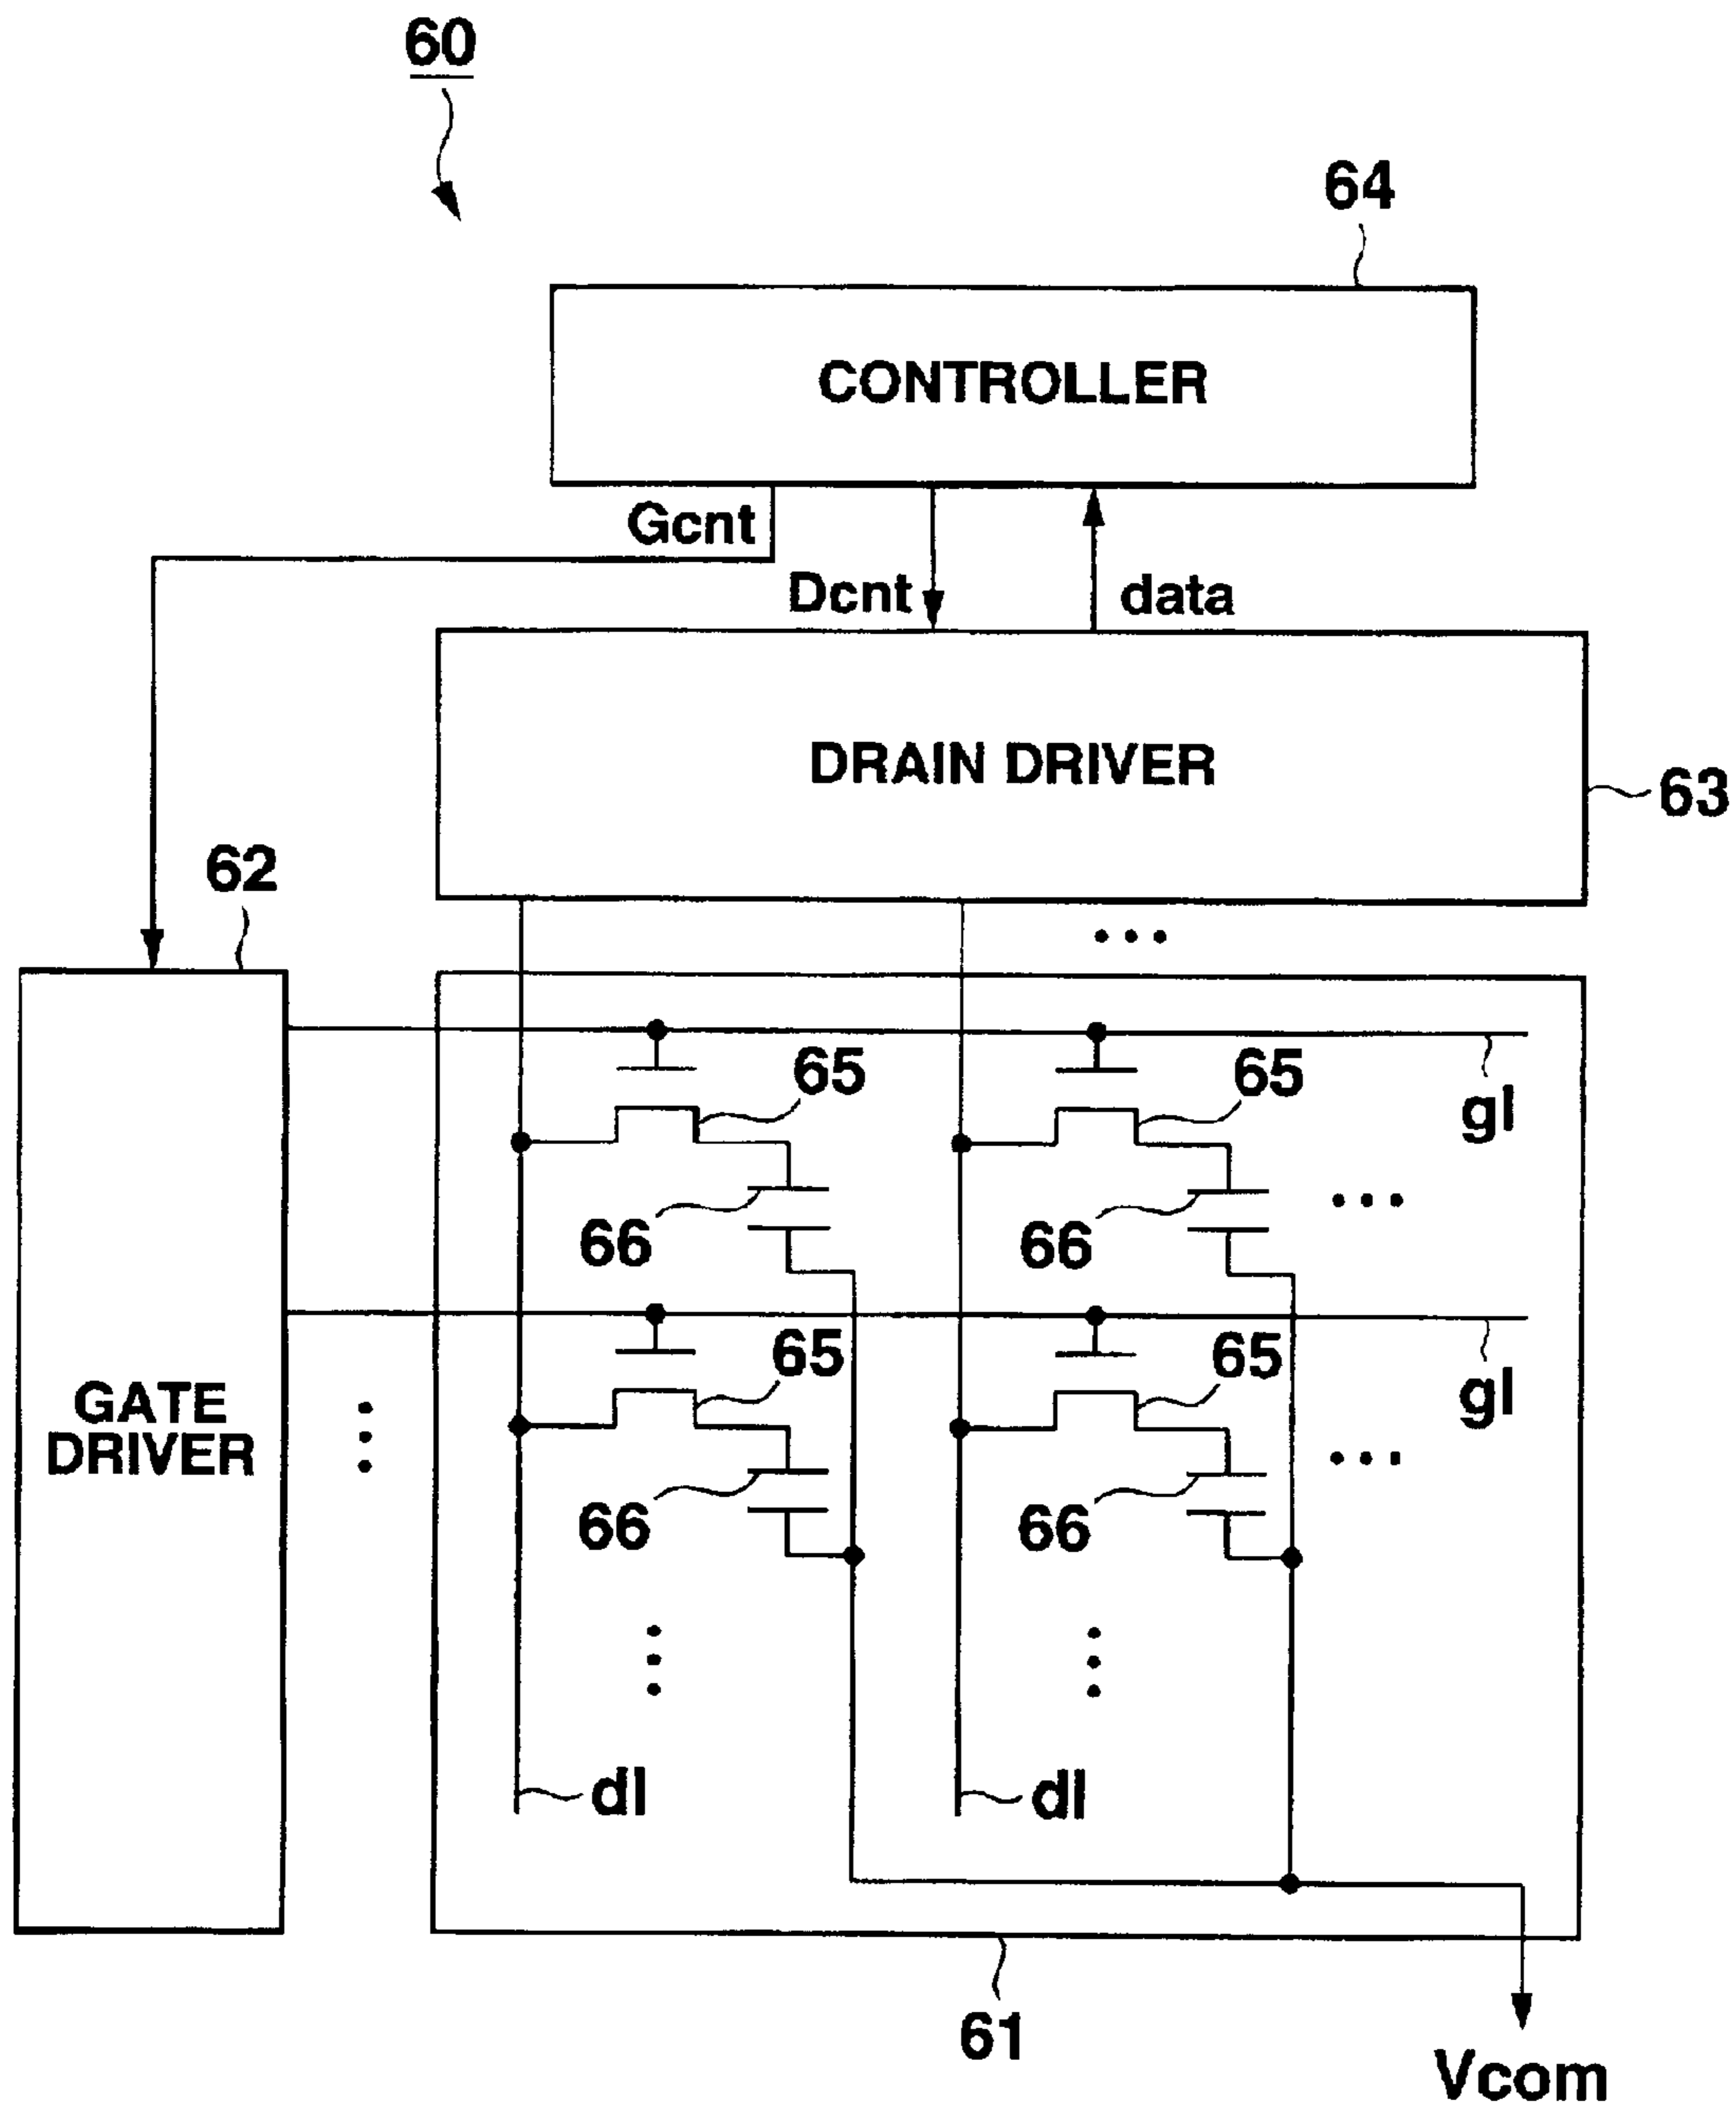 60
64
CONTROLLER
Gcnt
Dcnt
data
DRAIN DRIVER
63
62
65
65
gl
66
66
65
65
gl
GATE
DRIVER
66
66
dl
dl
61
Vcom